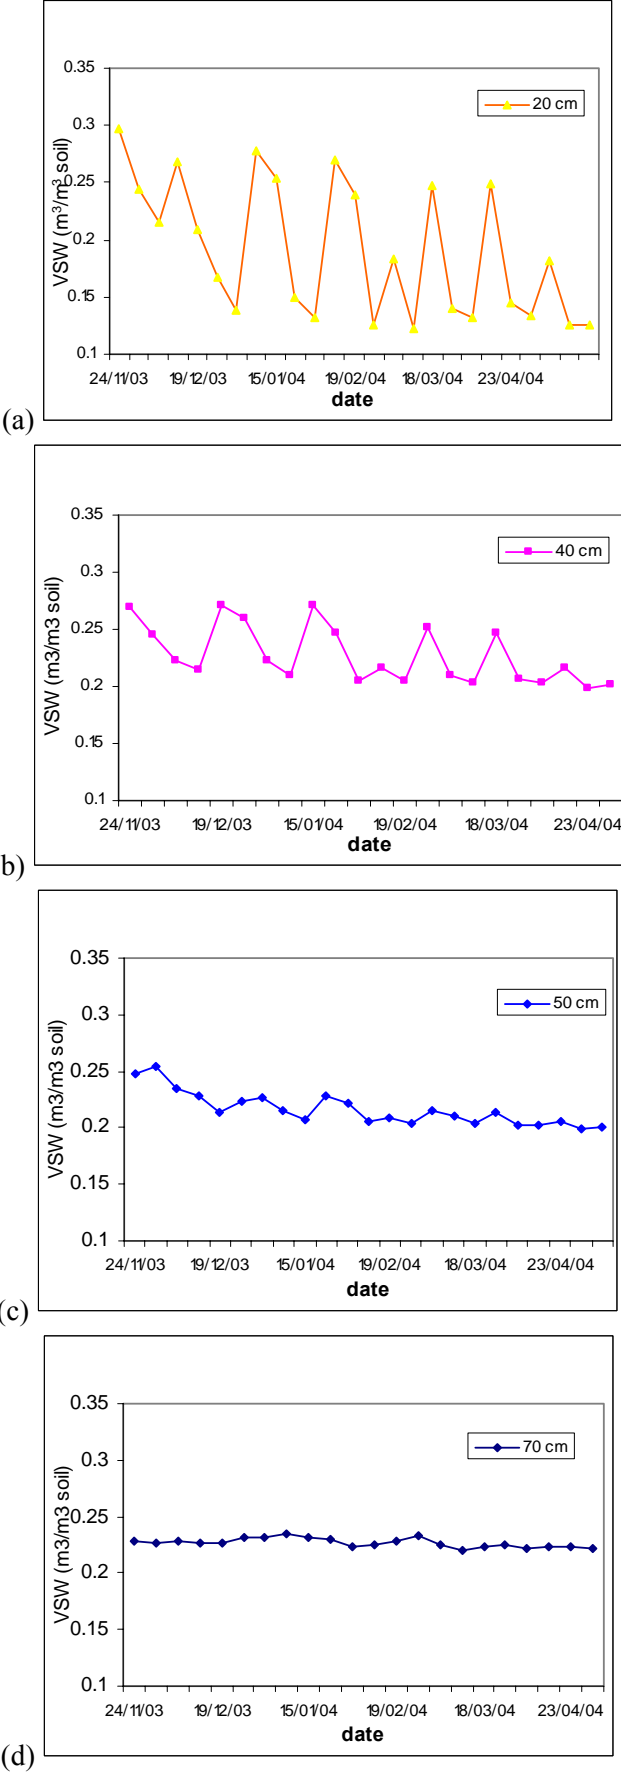 0.35
20 cm
0.3
0.25
0.2
0.15
0.1
VSW (m³/m³ soil)
24/11/03 19/12/03 15/01/04 19/02/04 18/03/04 23/04/04
date
(a)
0.35
40 cm
0.3
0.25
0.2
0.15
0.1
VSW (m3/m3 soil)
24/11/03 19/12/03 15/01/04 19/02/04 18/03/04 23/04/04
date
b)
0.35
50 cm
0.3
0.25
0.2
0.15
0.1
VSW (m3/m3 soil)
24/11/03 19/12/03 15/01/04 19/02/04 18/03/04 23/04/04
date
(c)
0.35
70 cm
0.3
0.25
0.2
0.15
0.1
VSW (m3/m3 soil)
24/11/03 19/12/03 15/01/04 19/02/04 18/03/04 23/04/04
date
(d)